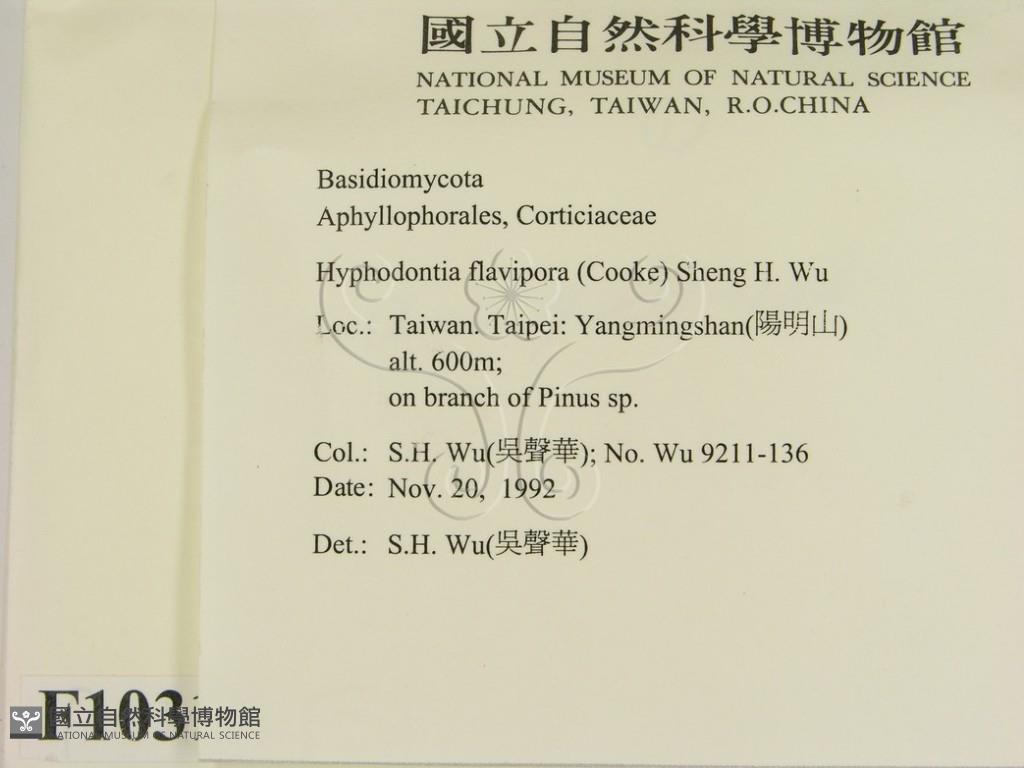 國立自然科學博物館
NATIONAL MUSEUM OF NATURAL SCIENCE
TAICHUNG, TAIWAN, R.O.CHINA
Basidiomycota
Aphyllophorales, Corticiaceae
Hyphodontia flavipora (Cooke) Sheng H. Wu
Loc.: Taiwan. Taipei: Yangmingshan(陽明山)
alt. 600m;
on branch of Pinus sp.
Col.: S.H. Wu(吳聲華); No. Wu 9211-136
Date: Nov. 20, 1992
Det.: S.H. Wu(吳聲華)
F103
國立自然科學博物館
NATIONAL MUSEUM OF NATURAL SCIENCE